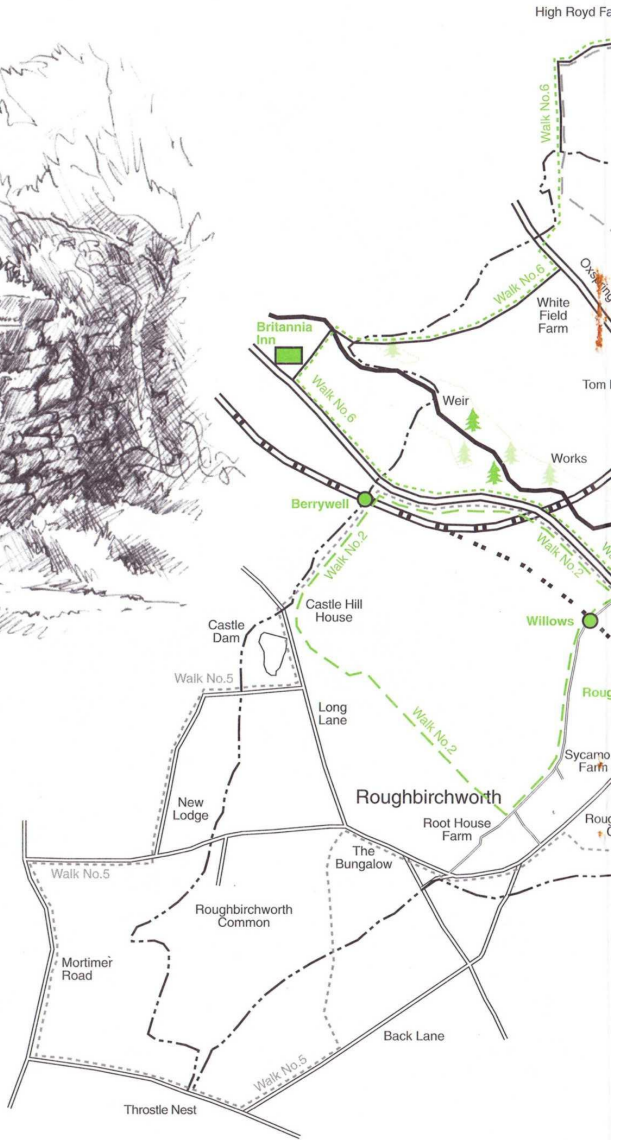 High Royd Fa
Walk No.6
Oxspring
Walk No.6
White
Field
Farm
Britannia
Inn
Walk No.6
Tom
Weir
Works
Berrywell
Walk No.2
Walk No.2
Castle Hill
House
Castle
Dam
Willows
Walk No.5
Long
Lane
Roug
Walk No.2
Sycamo
Farm
New
Lodge
Roughbirchworth
Root House
Farm
Roug
The
Bungalow
Walk No.5
Roughbirchworth
Common
Mortimer
Road
Back Lane
Walk No.5
Throstle Nest